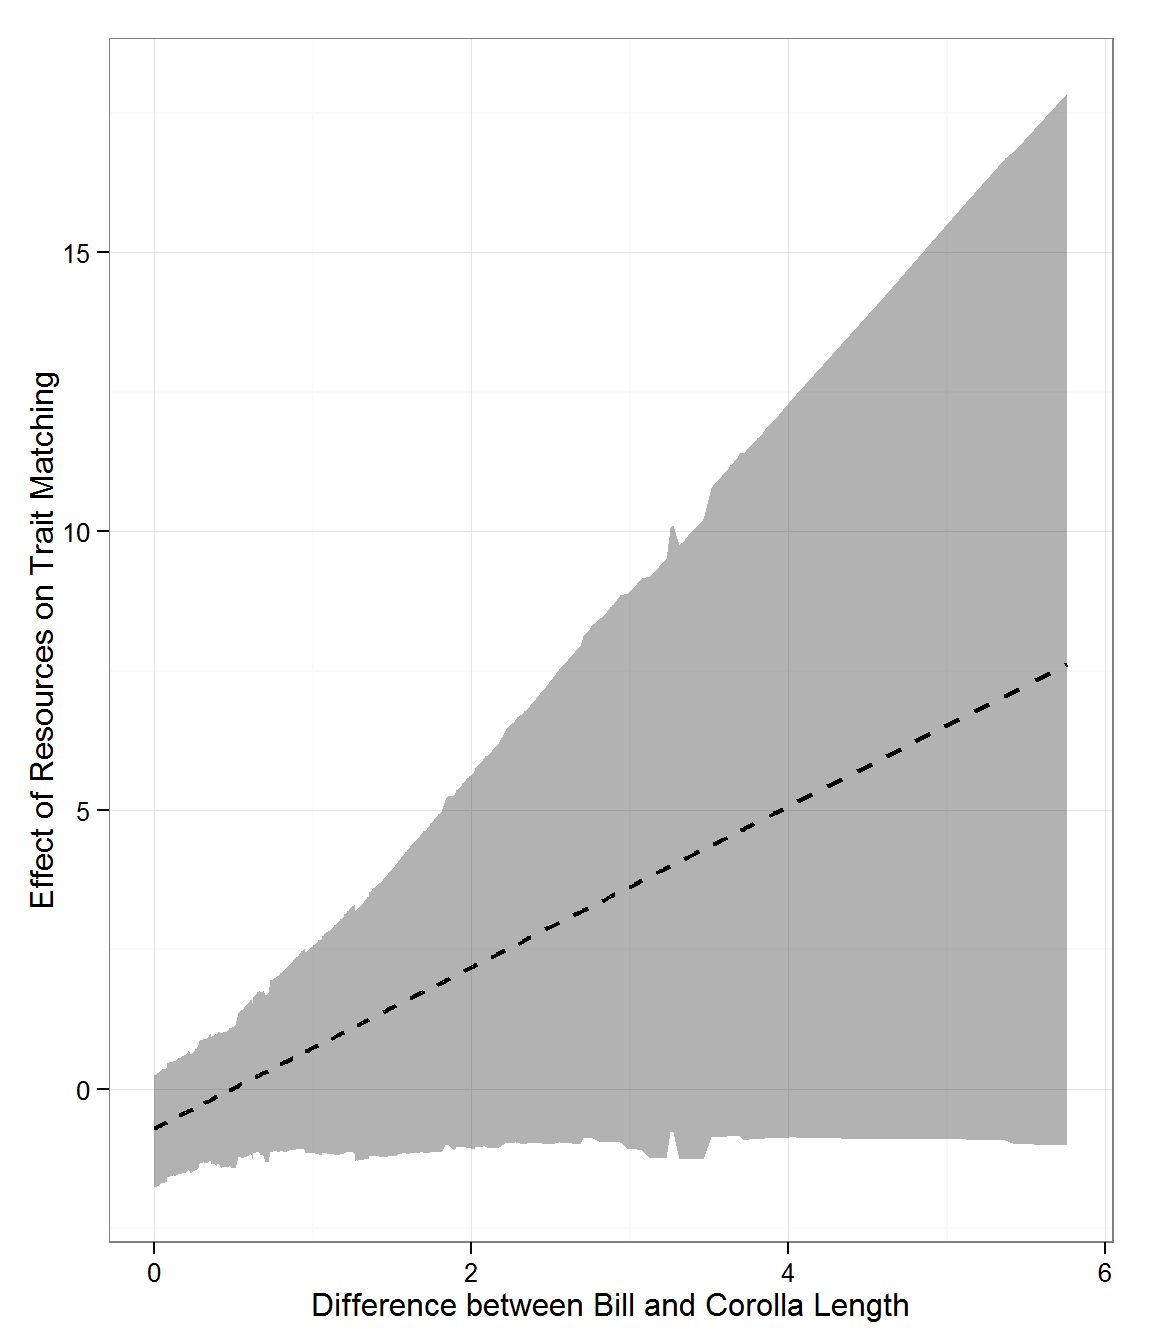 Effect of Resources on Trait Matching
15
10
5
0
0 2 4 6
Difference between Bill and Corolla Length